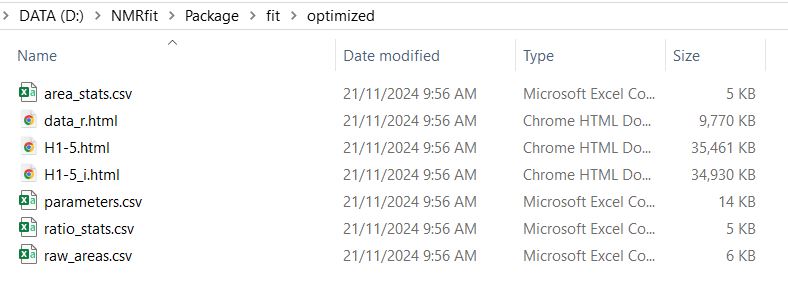 DATA (D:) > NMRfit > Package > fit > optimized
Name Date modified Type Size
area_stats.csv 21/11/2024 9:56 AM Microsoft Excel Co... 5 KB
data_r.html 21/11/2024 9:56 AM Chrome HTML Do... 9,770 KB
H1-5.html 21/11/2024 9:56 AM Chrome HTML Do... 35,461 KB
H1-5_i.html 21/11/2024 9:56 AM Chrome HTML Do... 34,930 KB
parameters.csv 21/11/2024 9:56 AM Microsoft Excel Co... 14 KB
ratio_stats.csv 21/11/2024 9:56 AM Microsoft Excel Co... 5 KB
raw_areas.csv 21/11/2024 9:56 AM Microsoft Excel Co... 6 KB